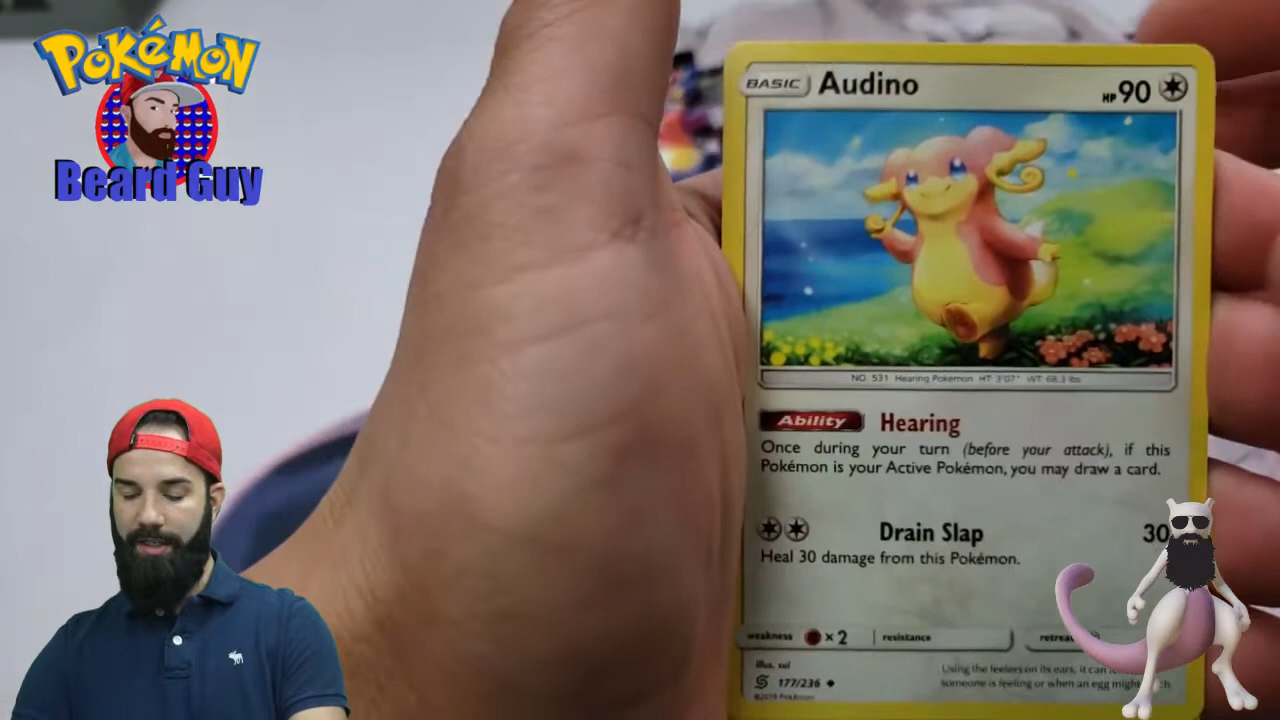 POKÉMON
Beard Guy
BASIC Audino HP 90
NO. 531 Hearing Pokémon HT 3'07" WT 68.3 lbs
Ability Hearing
Once during your turn (before your attack), if this
Pokémon is your Active Pokémon, you may draw a card.
Drain Slap 30
Heal 30 damage from this Pokémon.
weakness ×2 resistance
illus. sui
177/236
©2019 Pokémon
Using the feelers on its ears, it can
someone is feeling or when an egg might